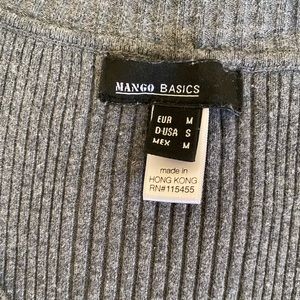 MANGO BASICS
EUR M
D-USA S
MEX M
made in
HONG KONG
RN#115455